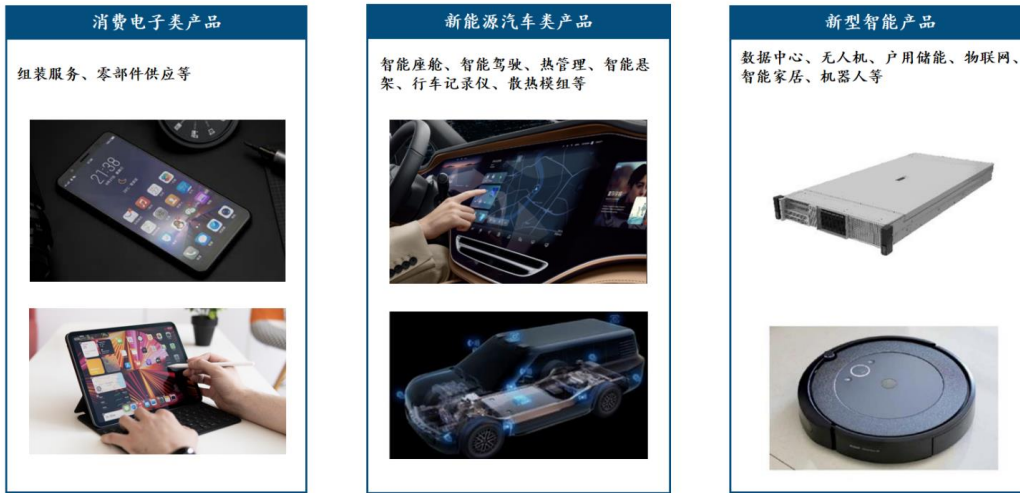 消费电子类产品
组装服务、零部件供应等
21:38
新能源汽车类产品
智能座舱、智能驾驶、热管理、智能悬
架、行车记录仪、散热模组等
新型智能产品
数据中心、无人机、户用储能、物联网、
智能家居、机器人等